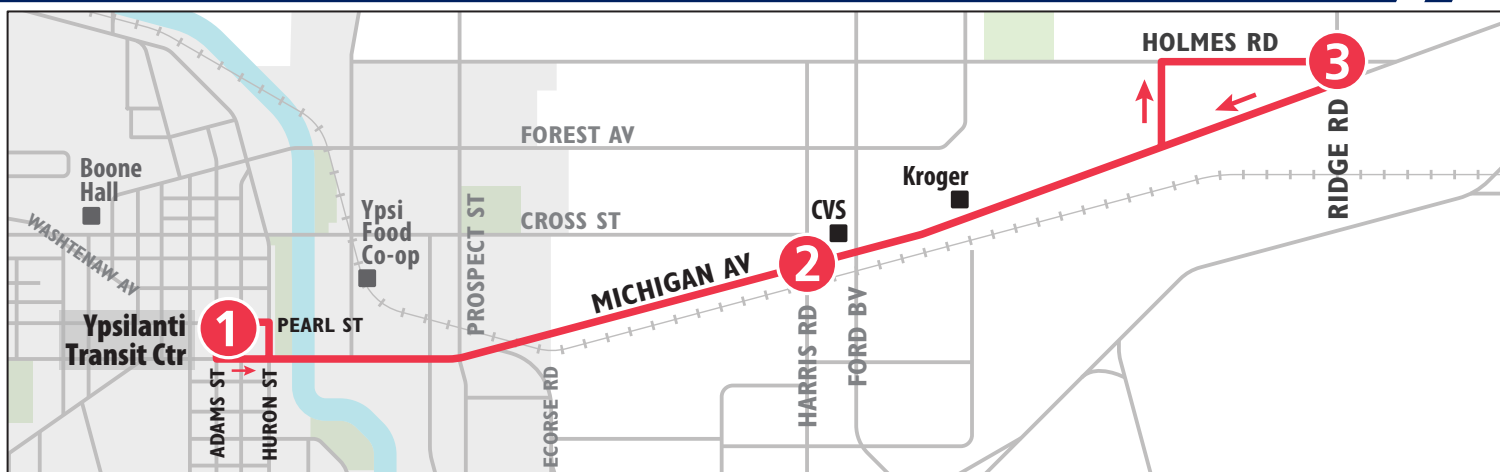 HOLMES RD
3
FOREST AV
RIDGE RD
Boone
Hall
Kroger
Ypsi
Food
Co-op
PROSPECT ST
CVS
CROSS ST
WASHTENAW AV
2
MICHIGAN AV
Ypsilanti
Transit Ctr
1
PEARL ST
HARRIS RD
FORD BV
ADAMS ST
HURON ST
ECORSE RD